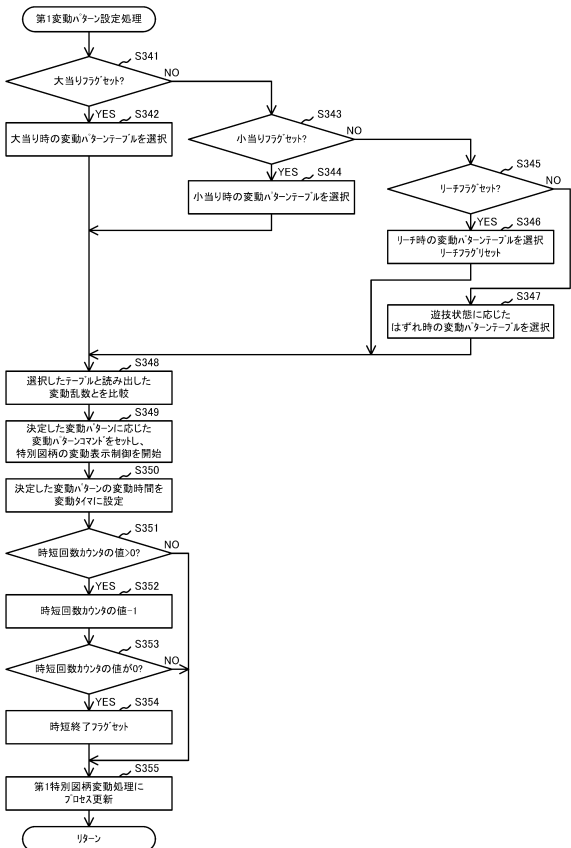 第1変動パターン設定処理
S341
大当りフラグセット?
NO
YES
S342
大当り時の変動パターンテーブルを選択
S343
小当りフラグセット?
NO
YES
S344
小当り時の変動パターンテーブルを選択
S345
リーチフラグセット?
NO
YES
S346
リーチ時の変動パターンテーブルを選択
リーチフラグリセット
S347
遊技状態に応じた
はずれ時の変動パターンテーブルを選択
S348
選択したテーブルと読み出した
変動乱数とを比較
S349
決定した変動パターンに応じた
変動パターンコマンドをセットし、
特別図柄の変動表示制御を開始
S350
決定した変動パターンの変動時間を
変動タイマに設定
S351
時短回数カウンタの値>0?
NO
YES
S352
時短回数カウンタの値-1
S353
時短回数カウンタの値が0?
NO
YES
S354
時短終了フラグセット
S355
第1特別図柄変動処理に
プロセス更新
リターン